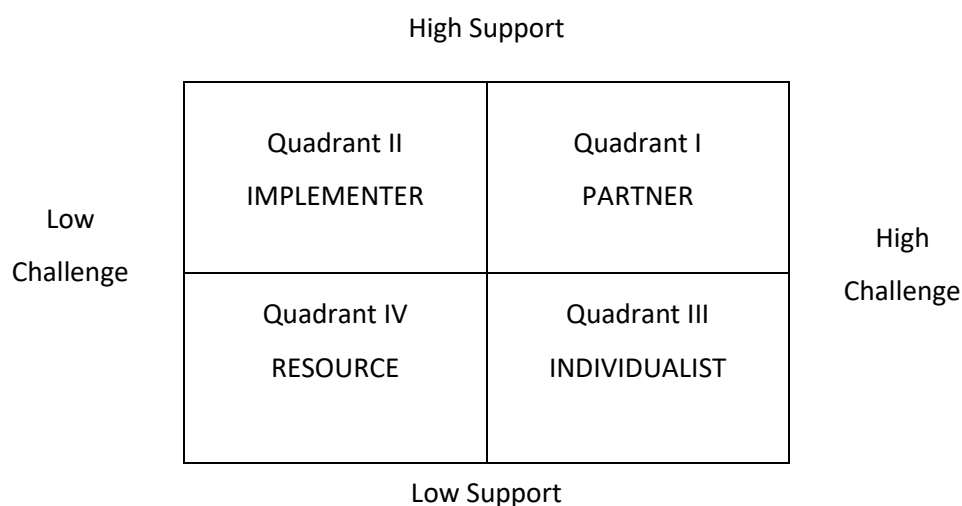 High Support
Quadrant II
IMPLEMENTER
Quadrant I
PARTNER
Low
Challenge
High
Challenge
Quadrant IV
RESOURCE
Quadrant III
INDIVIDUALIST
Low Support